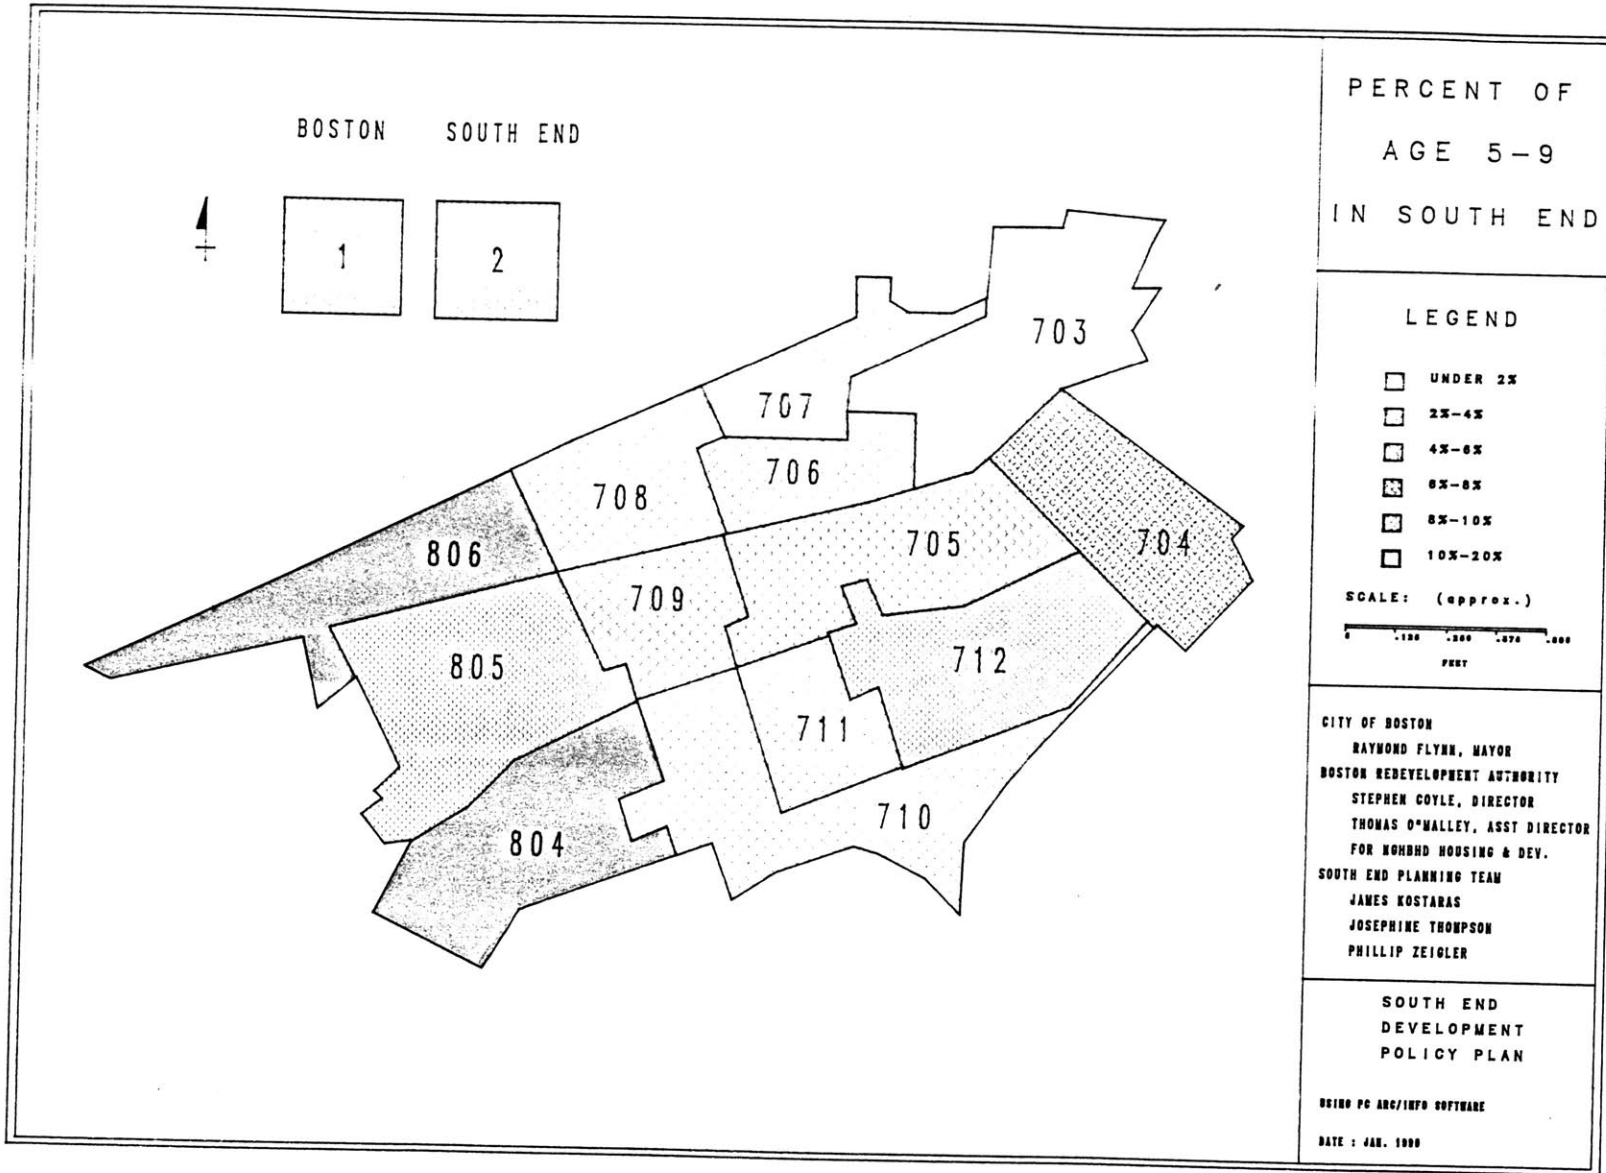 BOSTON
SOUTH END
1
2
703
707
706
708
705
704
806
709
805
712
711
710
804
PERCENT OF
AGE 5-9
IN SOUTH END
LEGEND
UNDER 2%
2%-4%
4%-6%
6%-8%
8%-10%
10%-20%
SCALE: (approx.)
FEET
CITY OF BOSTON
RAYMOND FLYNN, MAYOR
BOSTON REDEVELOPMENT AUTHORITY
STEPHEN COYLE, DIRECTOR
THOMAS O"MALLEY, ASST DIRECTOR
FOR NGHBHD HOUSING & DEV.
SOUTH END PLANNING TEAM
JAMES KOSTARAS
JOSEPHINE THOMPSON
PHILLIP ZEIGLER
SOUTH END
DEVELOPMENT
POLICY PLAN
USING PC ARC/INFO SOFTWARE
DATE : JAN.